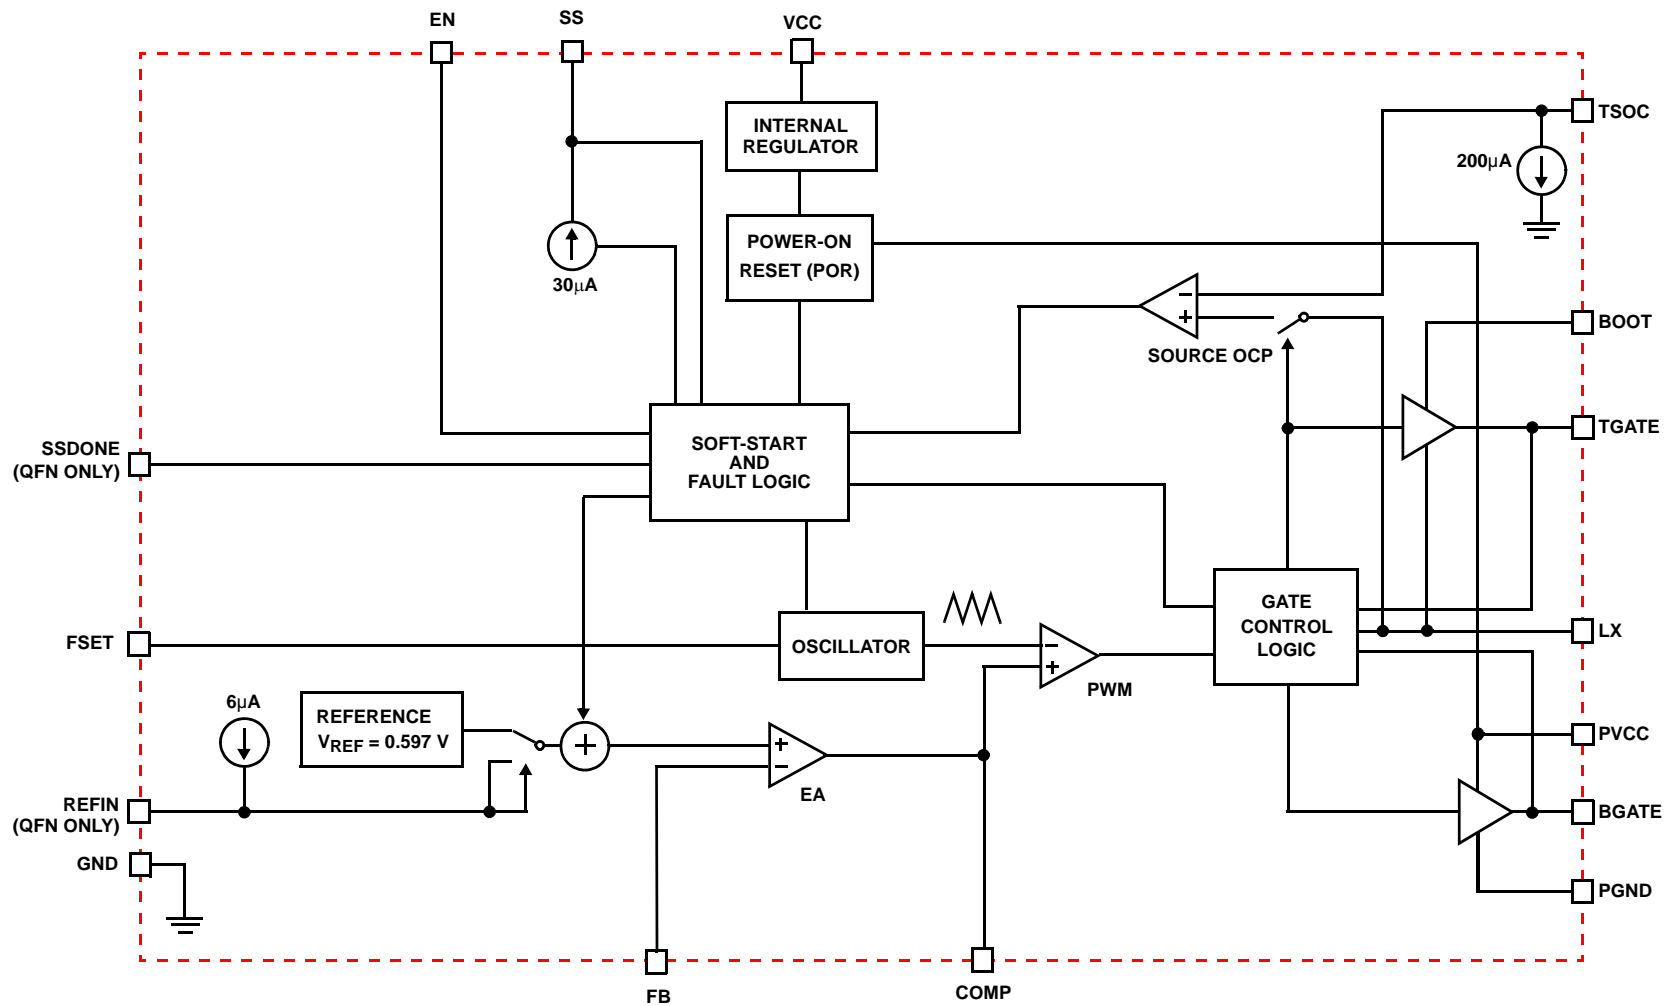 EN
SS
VCC
TSOC
INTERNAL
REGULATOR
200µA
POWER-ON
RESET (POR)
30µA
−
+
SOURCE OCP
BOOT
TGATE
SSDONE
(QFN ONLY)
SOFT-START
AND
FAULT LOGIC
GATE
CONTROL
LOGIC
LX
FSET
OSCILLATOR
−
+
PWM
6µA
REFERENCE
VREF = 0.597 V
+
+
−
EA
PVCC
REFIN
(QFN ONLY)
BGATE
GND
PGND
FB
COMP